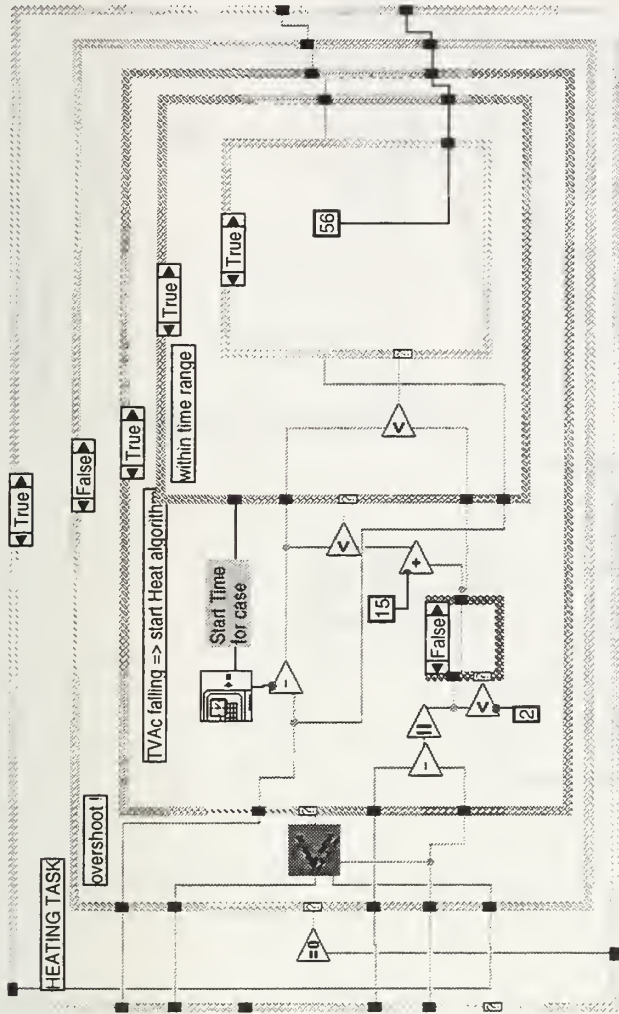 True
HEATING TASK
False
overshoot !
True
TVAc falling => start Heat algorithm
True
within time range
True
Start Time
for case
56
15
False
2
=0